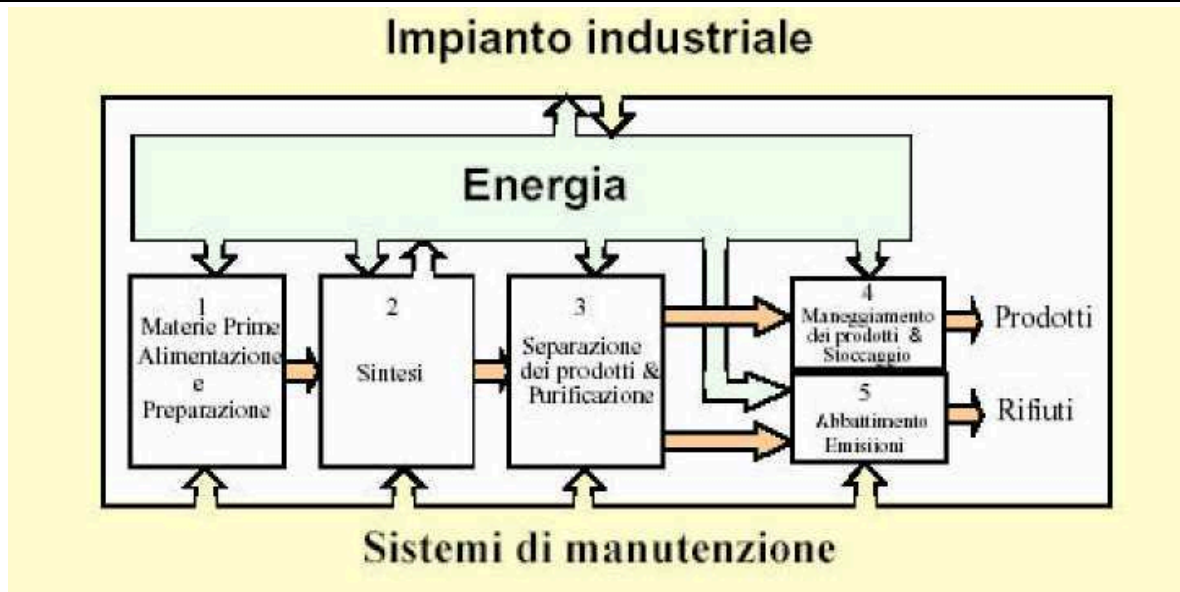 Impianto industriale
Energia
1
Materie Prime
Alimentazione
e
Preparazione
2
Sintesi
3
Separazione
dei prodotti &
Purificazione
4
Maneggiamento
dei prodotti &
Stoccaggio
Prodotti
5
Abbattimento
Emissioni
Rifiuti
Sistemi di manutenzione